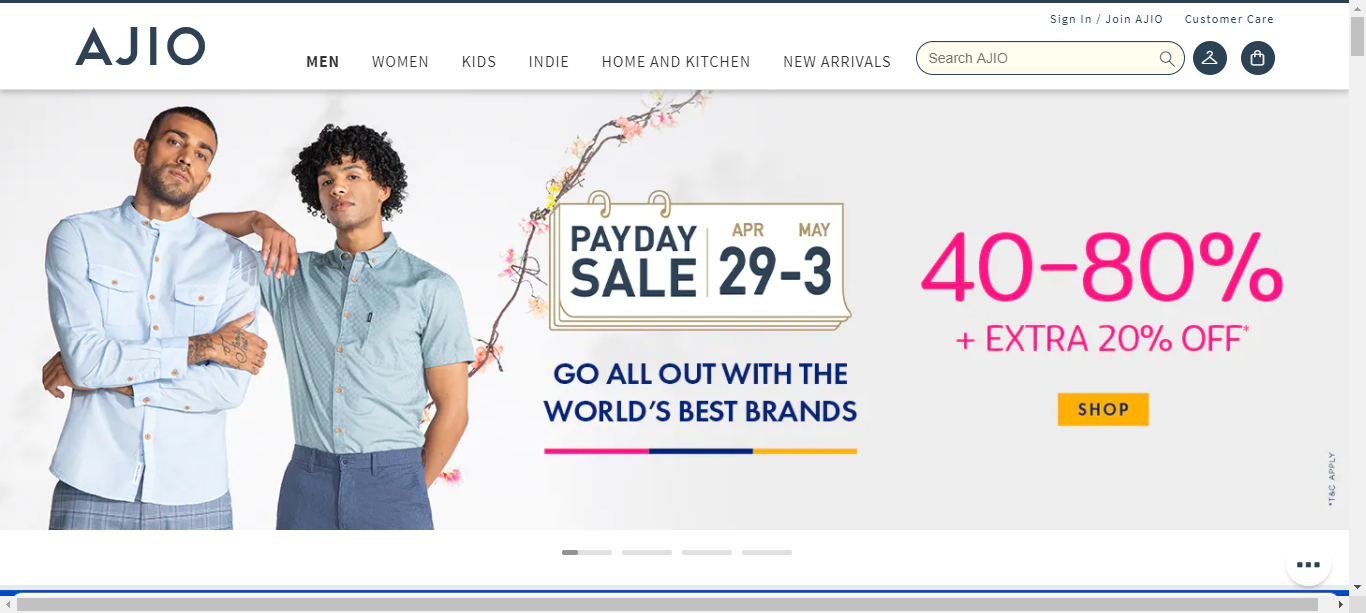 Sign In / Join AJIO
Customer Care
AJIO
MEN
WOMEN
KIDS
INDIE
HOME AND KITCHEN
NEW ARRIVALS
Search AJIO
PAYDAY
SALE
APR MAY
29-3
GO ALL OUT WITH THE
WORLD'S BEST BRANDS
40-80%
+ EXTRA 20% OFF*
SHOP
*T&C APPLY